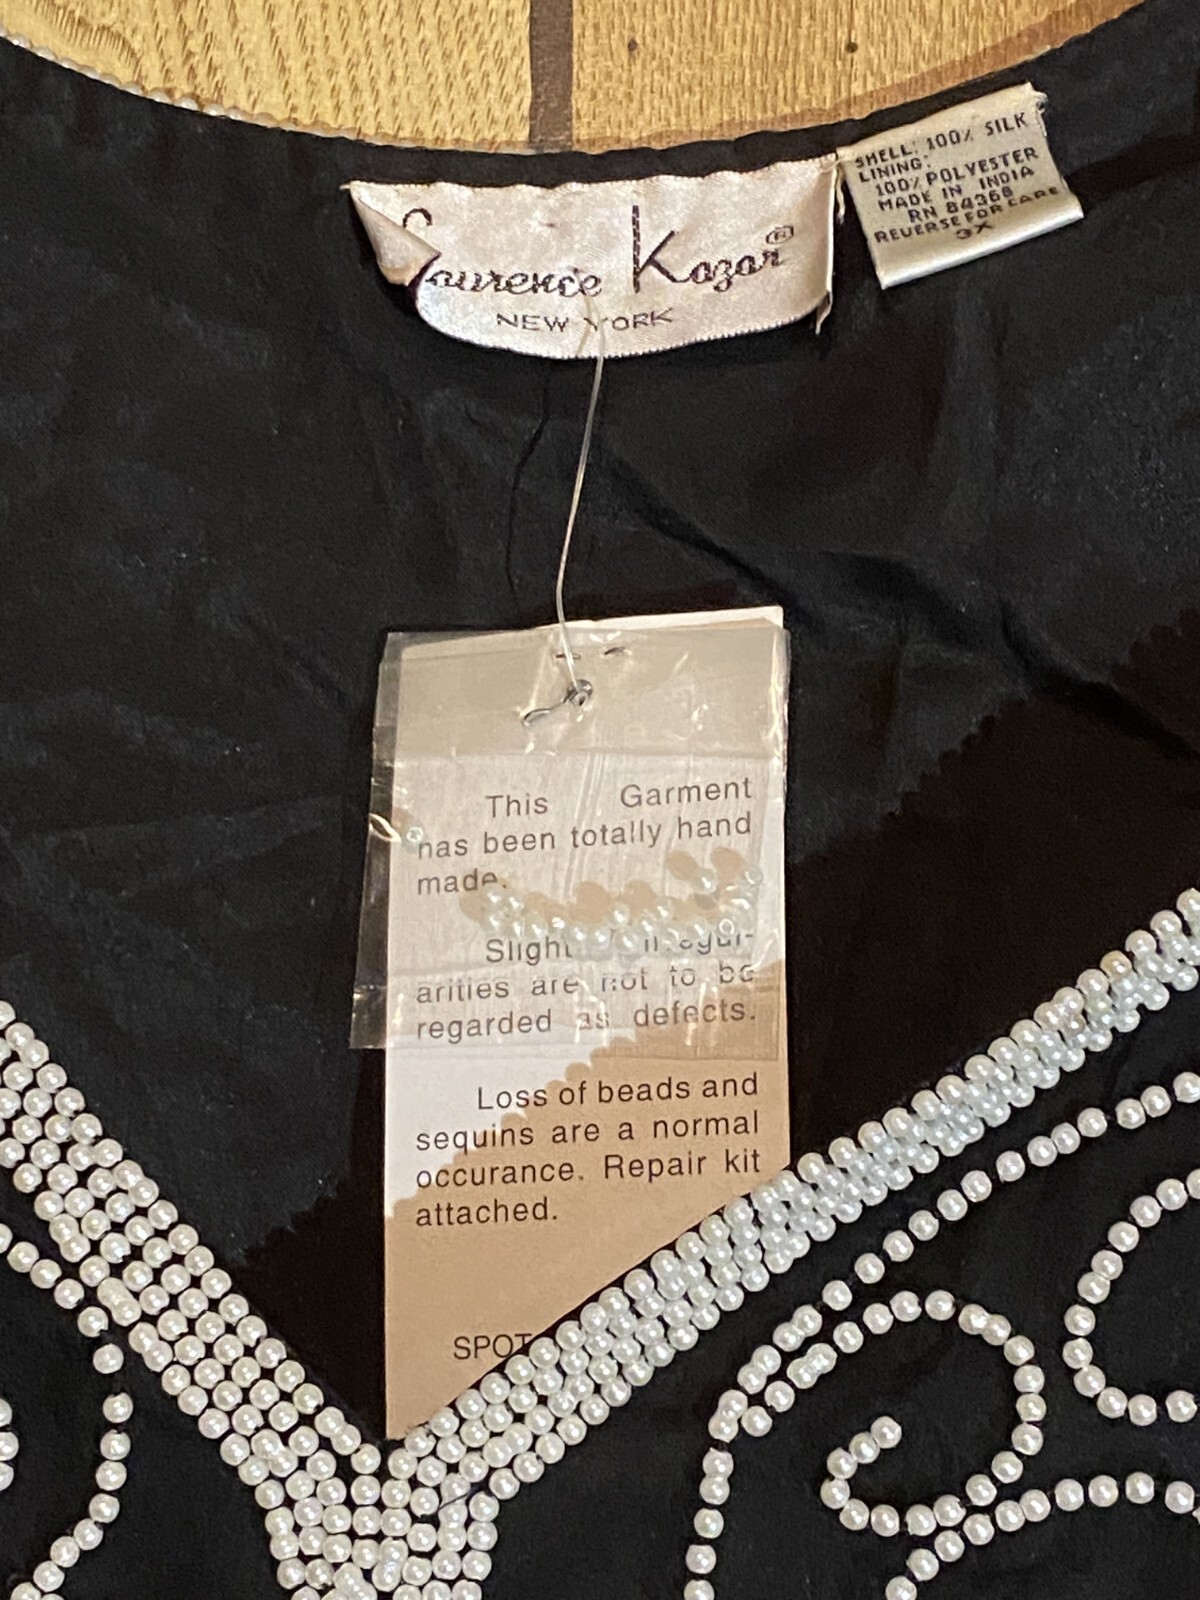 Laurence Kazar®
NEW YORK
SHELL: 100% SILK
LINING:
100% POLYESTER
MADE IN INDIA
RN 84368
REVERSE FOR CARE
3X
This Garment
has been totally hand
made.
Slight irregul-
arities are not to be
regarded as defects.
Loss of beads and
sequins are a normal
occurance. Repair kit
attached.
SPOT